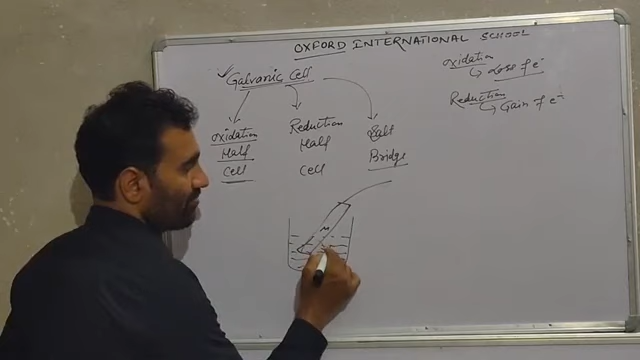 OXFORD INTERNATIONAL SCHOOL
Galvanic Cell
Oxidation Half Cell
Reduction Half Cell
Salt Bridge
Oxidation
Loss of e⁻
Reduction
Gain of e⁻